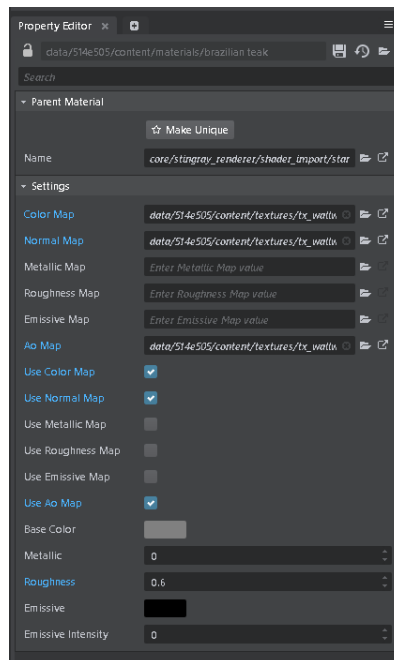 Property Editor
data/514e505/content/materials/brazilian teak
Search
Parent Material
Make Unique
Name core/stingray_renderer/shader_import/star
Settings
Color Map data/514e505/content/textures/tx_wallw
Normal Map data/514e505/content/textures/tx_wallw
Metallic Map Enter Metallic Map value
Roughness Map Enter Roughness Map value
Emissive Map Enter Emissive Map value
Ao Map data/514e505/content/textures/tx_wallw
Use Color Map
Use Normal Map
Use Metallic Map
Use Roughness Map
Use Emissive Map
Use Ao Map
Base Color
Metallic 0
Roughness 0.6
Emissive
Emissive Intensity 0